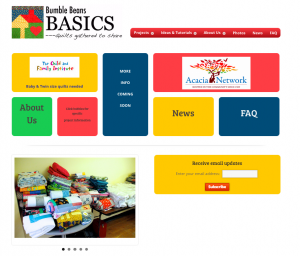 Bumble Beans
BASICS
~~~Quilts gathered to share
Projects
Ideas & Tutorials
About Us
Photos
News
FAQ
The Child and
Family Institute
Baby & Teen size quilts needed
MORE
INFO
COMING
SOON
Acacia Network
About
Us
News
FAQ
Receive email updates
Enter your email address:
Subscribe